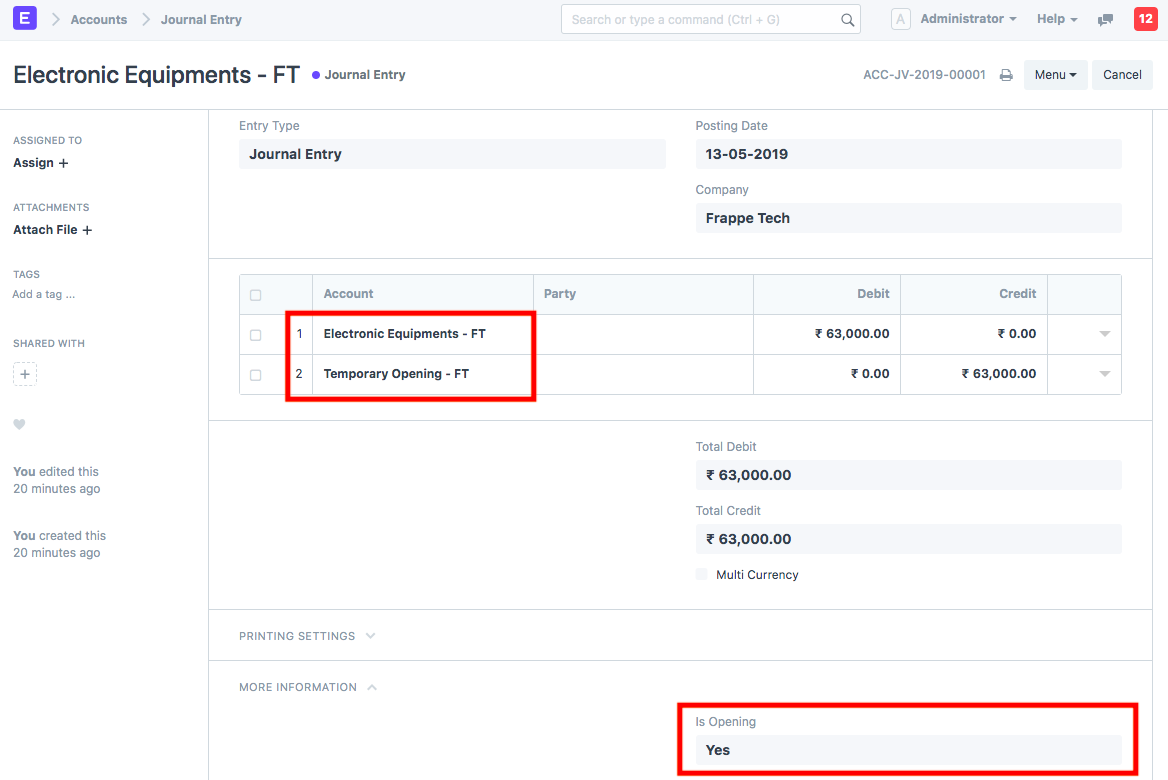 E Accounts Journal Entry Search or type a command (Ctrl + G) A Administrator Help 12
Electronic Equipments - FT Journal Entry ACC-JV-2019-00001 Menu Cancel
ASSIGNED TO
Assign +
ATTACHMENTS
Attach File +
TAGS
Add a tag ...
SHARED WITH
+
You edited this
20 minutes ago
You created this
20 minutes ago
Entry Type
Journal Entry
Posting Date
13-05-2019
Company
Frappe Tech
Account Party Debit Credit
1 Electronic Equipments - FT ₹ 63,000.00 ₹ 0.00
2 Temporary Opening - FT ₹ 0.00 ₹ 63,000.00
Total Debit
₹ 63,000.00
Total Credit
₹ 63,000.00
Multi Currency
PRINTING SETTINGS
MORE INFORMATION
Is Opening
Yes